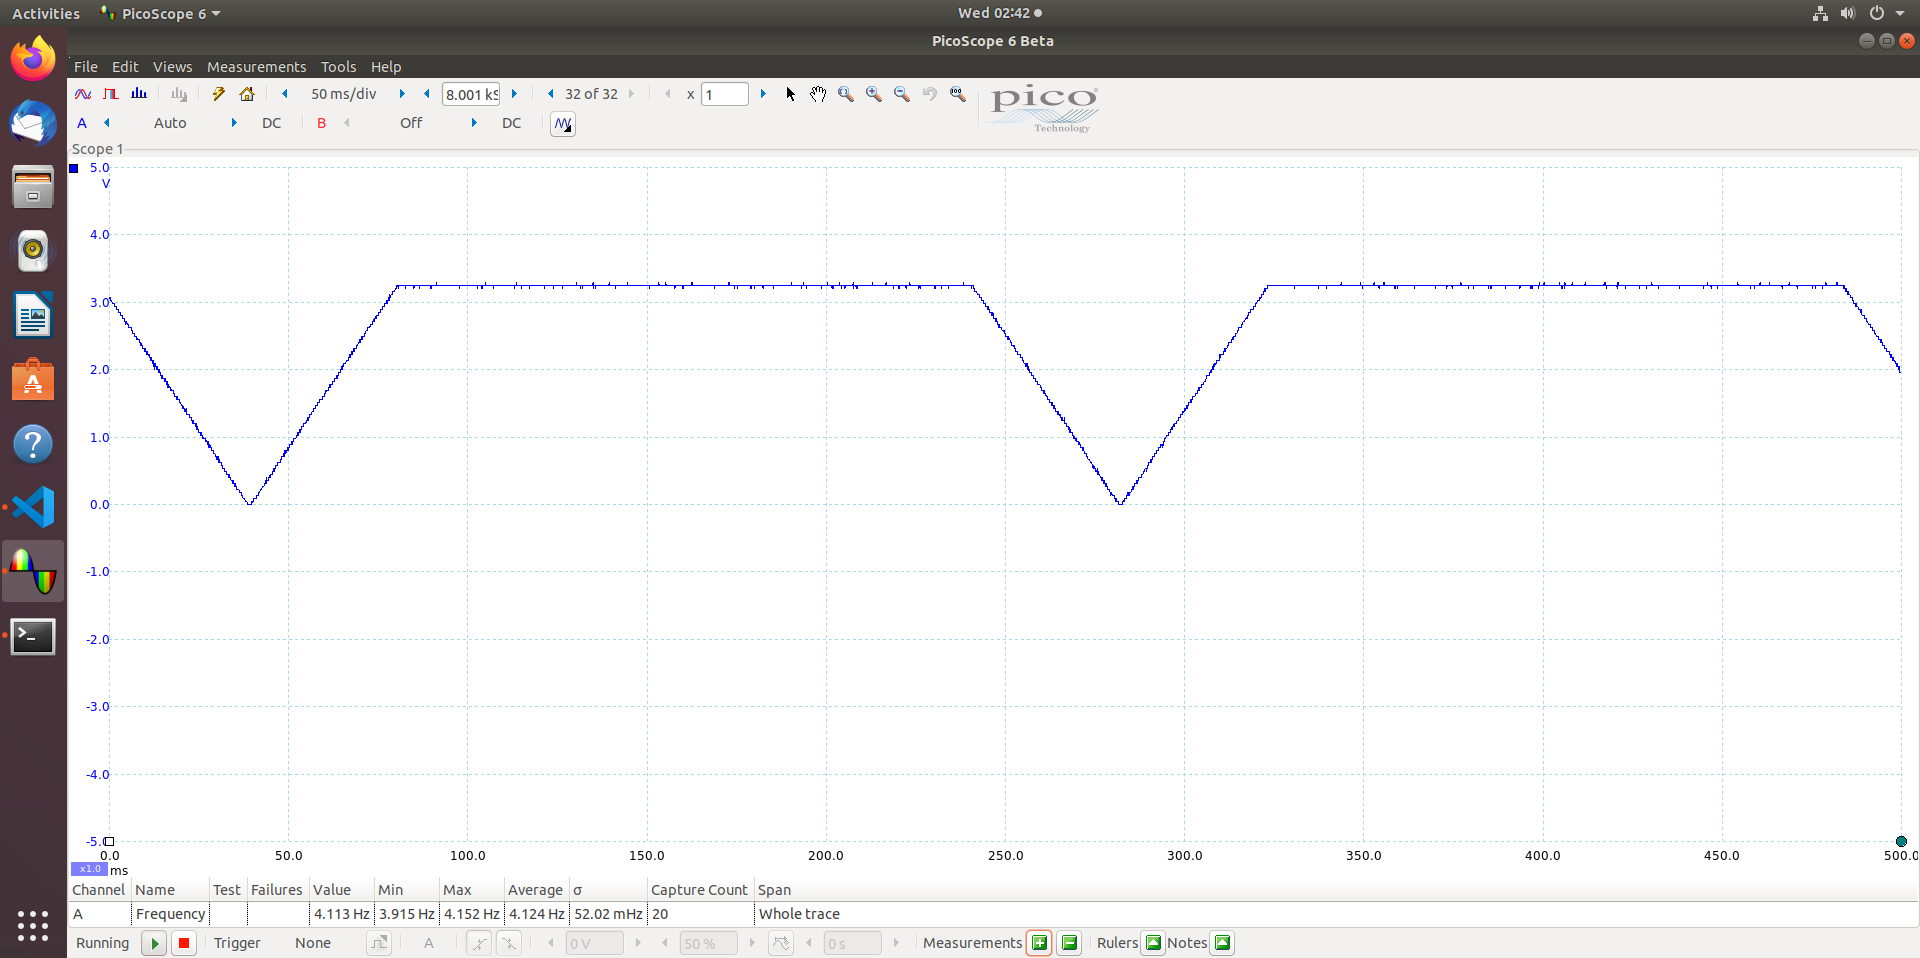 Activities PicoScope 6 Wed 02:42
PicoScope 6 Beta
File Edit Views Measurements Tools Help
50 ms/div 8.001 kS 32 of 32 x 1
pico
Technology
A Auto DC B Off DC
Scope 1
5.0
V
4.0
3.0
2.0
1.0
0.0
-1.0
-2.0
-3.0
-4.0
-5.0
0.0 50.0 100.0 150.0 200.0 250.0 300.0 350.0 400.0 450.0 500.0
x1.0 ms
Channel Name Test Failures Value Min Max Average σ Capture Count Span
A Frequency 4.113 Hz 3.915 Hz 4.152 Hz 4.124 Hz 52.02 mHz 20 Whole trace
Running Trigger None A 0 V 50 % 0 s Measurements Rulers Notes